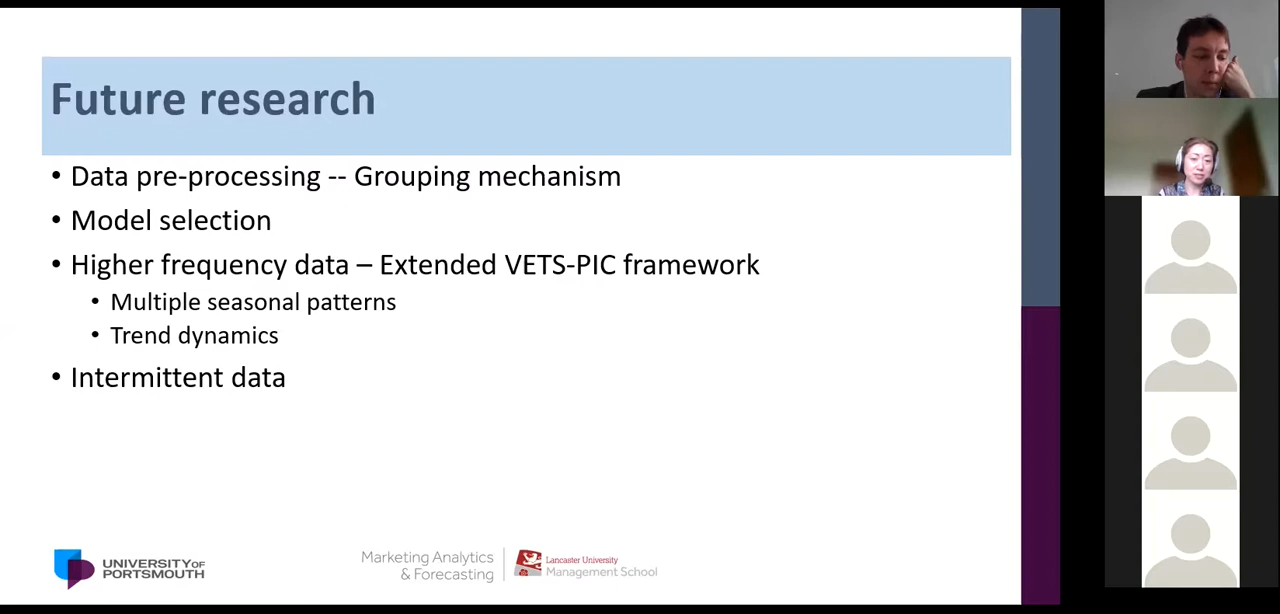 Future research
• Data pre-processing -- Grouping mechanism
• Model selection
• Higher frequency data – Extended VETS-PIC framework
• Multiple seasonal patterns
• Trend dynamics
• Intermittent data
UNIVERSITY OF
PORTSMOUTH
Marketing Analytics
& Forecasting
Lancaster University
Management School